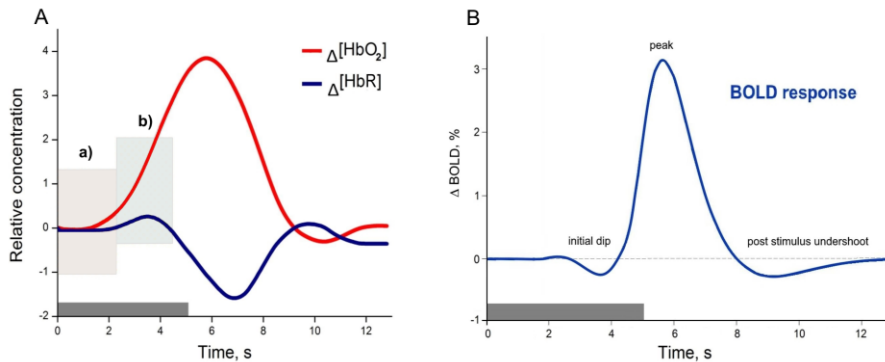 A
Δ[HbO₂]
Δ[HbR]
Relative concentration
4
3
2
1
0
-1
-2
a)
b)
0 2 4 6 8 10 12
Time, s
B
peak
BOLD response
Δ BOLD, %
3
2
1
0
-1
initial dip
post stimulus undershoot
0 2 4 6 8 10 12
Time, s